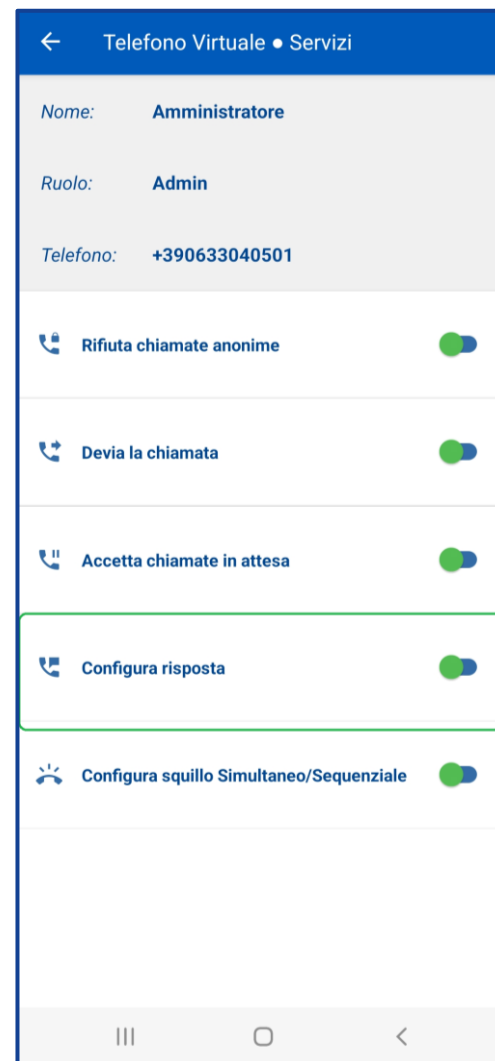 Telefono Virtuale ● Servizi
Nome: Amministratore
Ruolo: Admin
Telefono: +390633040501
Rifiuta chiamate anonime
Devia la chiamata
Accetta chiamate in attesa
Configura risposta
Configura squillo Simultaneo/Sequenziale